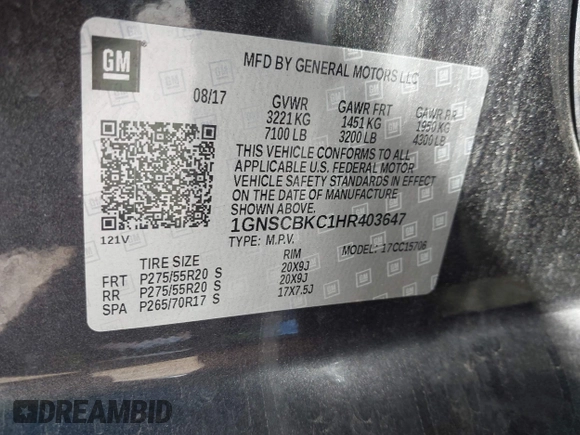 GM
MFD BY GENERAL MOTORS LLC
08/17 GVWR GAWR FRT GAWR RR
3221 KG 1451 KG 1950 KG
7100 LB 3200 LB 4300 LB
THIS VEHICLE CONFORMS TO ALL
APPLICABLE U.S. FEDERAL MOTOR
VEHICLE SAFETY STANDARDS IN EFFECT
ON THE DATE OF MANUFACTURE
SHOWN ABOVE.
1GNSCBKC1HR403647
121V
TYPE: M.P.V. MODEL: 17CC15706
TIRE SIZE RIM
FRT P275/55R20 S 20X9J
RR P275/55R20 S 20X9J
SPA P265/70R17 S 17X7.5J
DREAMBID